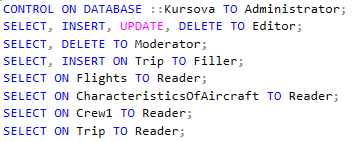 CONTROL ON DATABASE ::Kursova TO Administrator;
SELECT, INSERT, UPDATE, DELETE TO Editor;
SELECT, DELETE TO Moderator;
SELECT, INSERT ON Trip TO Filler;
SELECT ON Flights TO Reader;
SELECT ON CharacteristicsOfAircraft TO Reader;
SELECT ON Crew1 TO Reader;
SELECT ON Trip TO Reader;